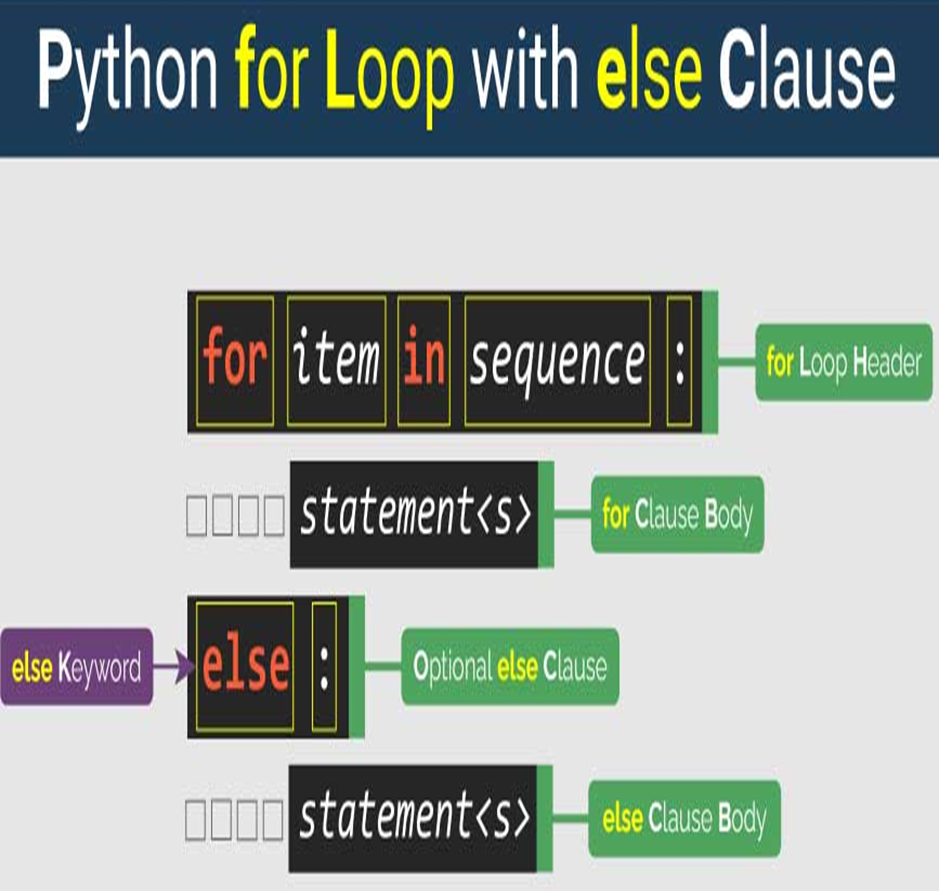 Python for Loop with else Clause
for item in sequence :
for Loop Header
statement<s>
for Clause Body
else Keyword
else :
Optional else Clause
statement<s>
else Clause Body